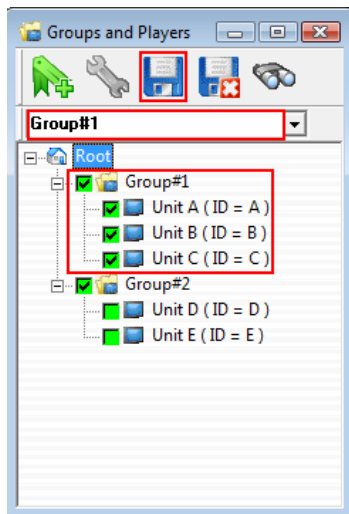 Groups and Players
Group#1
Root
Group#1
Unit A ( ID = A )
Unit B ( ID = B )
Unit C ( ID = C )
Group#2
Unit D ( ID = D )
Unit E ( ID = E )